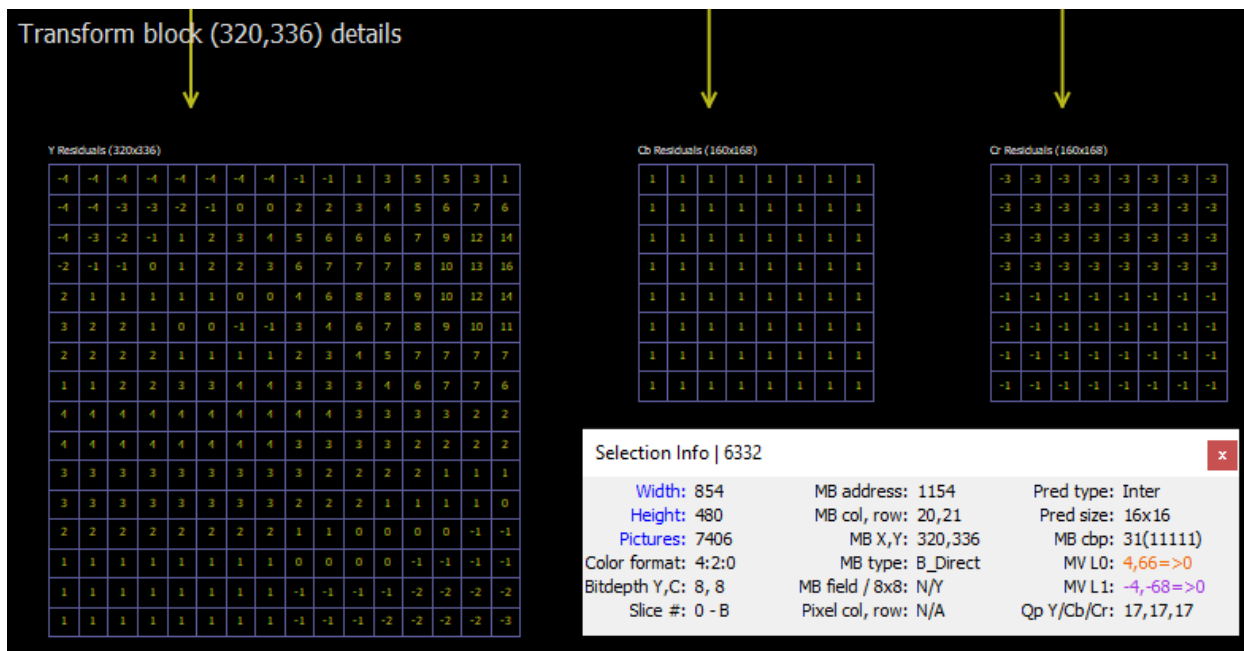 Transform block (320,336) details
Y Residuals (320x336)
-4 -4 -4 -4 -4 -4 -4 -4 -1 -1 1 3 5 5 3 1
-4 -4 -3 -3 -2 -1 0 0 2 2 3 4 5 6 7 6
-4 -3 -2 -1 1 2 3 4 5 6 6 6 7 9 12 14
-2 -1 -1 0 1 2 2 3 6 7 7 7 8 10 13 16
2 1 1 1 1 1 0 0 4 6 8 8 9 10 12 14
3 2 2 1 0 0 -1 -1 3 4 6 7 8 9 10 11
2 2 2 2 1 1 1 1 2 3 4 5 7 7 7 7
1 1 2 2 3 3 4 4 3 3 3 4 6 7 7 6
4 4 4 4 4 4 4 4 4 4 3 3 3 3 2 2
4 4 4 4 4 4 4 4 3 3 3 3 2 2 2 2
3 3 3 3 3 3 3 3 3 2 2 2 2 1 1 1
3 3 3 3 3 3 3 3 2 2 2 1 1 1 1 0
2 2 2 2 2 2 2 2 1 1 0 0 0 0 -1 -1
1 1 1 1 1 1 1 1 0 0 0 0 -1 -1 -1 -1
1 1 1 1 1 1 1 1 -1 -1 -1 -1 -2 -2 -2 -2
1 1 1 1 1 1 1 1 -1 -1 -1 -2 -2 -2 -2 -3
Cb Residuals (160x168)
1 1 1 1 1 1 1 1
1 1 1 1 1 1 1 1
1 1 1 1 1 1 1 1
1 1 1 1 1 1 1 1
1 1 1 1 1 1 1 1
1 1 1 1 1 1 1 1
1 1 1 1 1 1 1 1
1 1 1 1 1 1 1 1
Cr Residuals (160x168)
-3 -3 -3 -3 -3 -3 -3 -3
-3 -3 -3 -3 -3 -3 -3 -3
-3 -3 -3 -3 -3 -3 -3 -3
-3 -3 -3 -3 -3 -3 -3 -3
-1 -1 -1 -1 -1 -1 -1 -1
-1 -1 -1 -1 -1 -1 -1 -1
-1 -1 -1 -1 -1 -1 -1 -1
-1 -1 -1 -1 -1 -1 -1 -1
Selection Info | 6332 x
Width: 854 MB address: 1154 Pred type: Inter
Height: 480 MB col, row: 20,21 Pred size: 16x16
Pictures: 7406 MB X,Y: 320,336 MB cbp: 31(11111)
Color format: 4:2:0 MB type: B_Direct MV L0: 4,66=>0
Bitdepth Y,C: 8, 8 MB field / 8x8: N/Y MV L1: -4,-68=>0
Slice #: 0 - B Pixel col, row: N/A Qp Y/Cb/Cr: 17,17,17